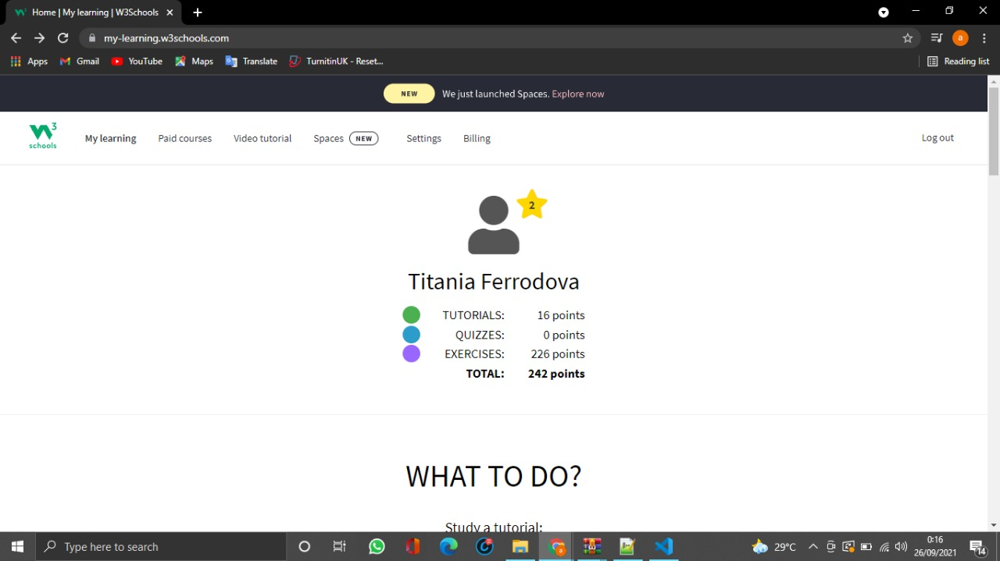 Home | My learning | W3Schools
my-learning.w3schools.com
a
Apps Gmail YouTube Maps Translate TurnitinUK - Reset... Reading list
NEW We just launched Spaces. Explore now
3
schools
My learning Paid courses Video tutorial Spaces NEW Settings Billing Log out
2
Titania Ferrodova
TUTORIALS: 16 points
QUIZZES: 0 points
EXERCISES: 226 points
TOTAL: 242 points
WHAT TO DO?
Study a tutorial:
Type here to search
29°C
0:16
26/09/2021
14